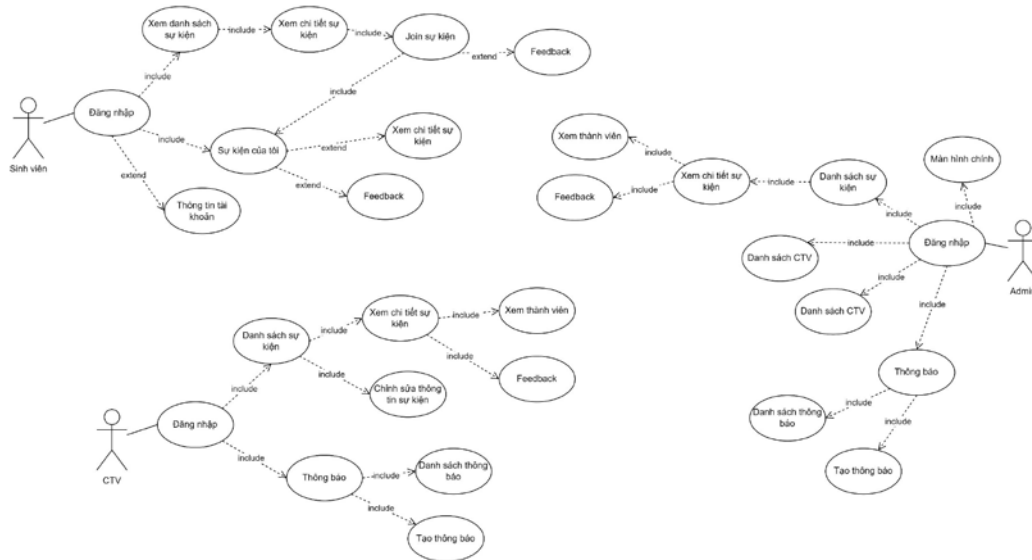 Xem danh sách
sự kiện
include
Xem chi tiết sự
kiện
include
Join sự kiện
extend
Feedback
include
include
Đăng nhập
Sinh viên
include
Sự kiện của tôi
extend
Xem chi tiết sự
kiện
extend
Feedback
extend
Thông tin tài
khoản
Xem thành viên
include
Feedback
include
Xem chi tiết sự
kiện
include
Danh sách sự
kiện
include
Màn hình chính
include
Đăng nhập
Admin
Danh sách CTV
include
Danh sách CTV
include
include
Thông báo
include
Danh sách thông
báo
include
Tạo thông báo
Danh sách sự
kiện
include
Xem chi tiết sự
kiện
include
Xem thành viên
include
Feedback
include
Chỉnh sửa thông
tin sự kiện
include
Đăng nhập
CTV
include
Thông báo
include
Danh sách thông
báo
include
Tạo thông báo